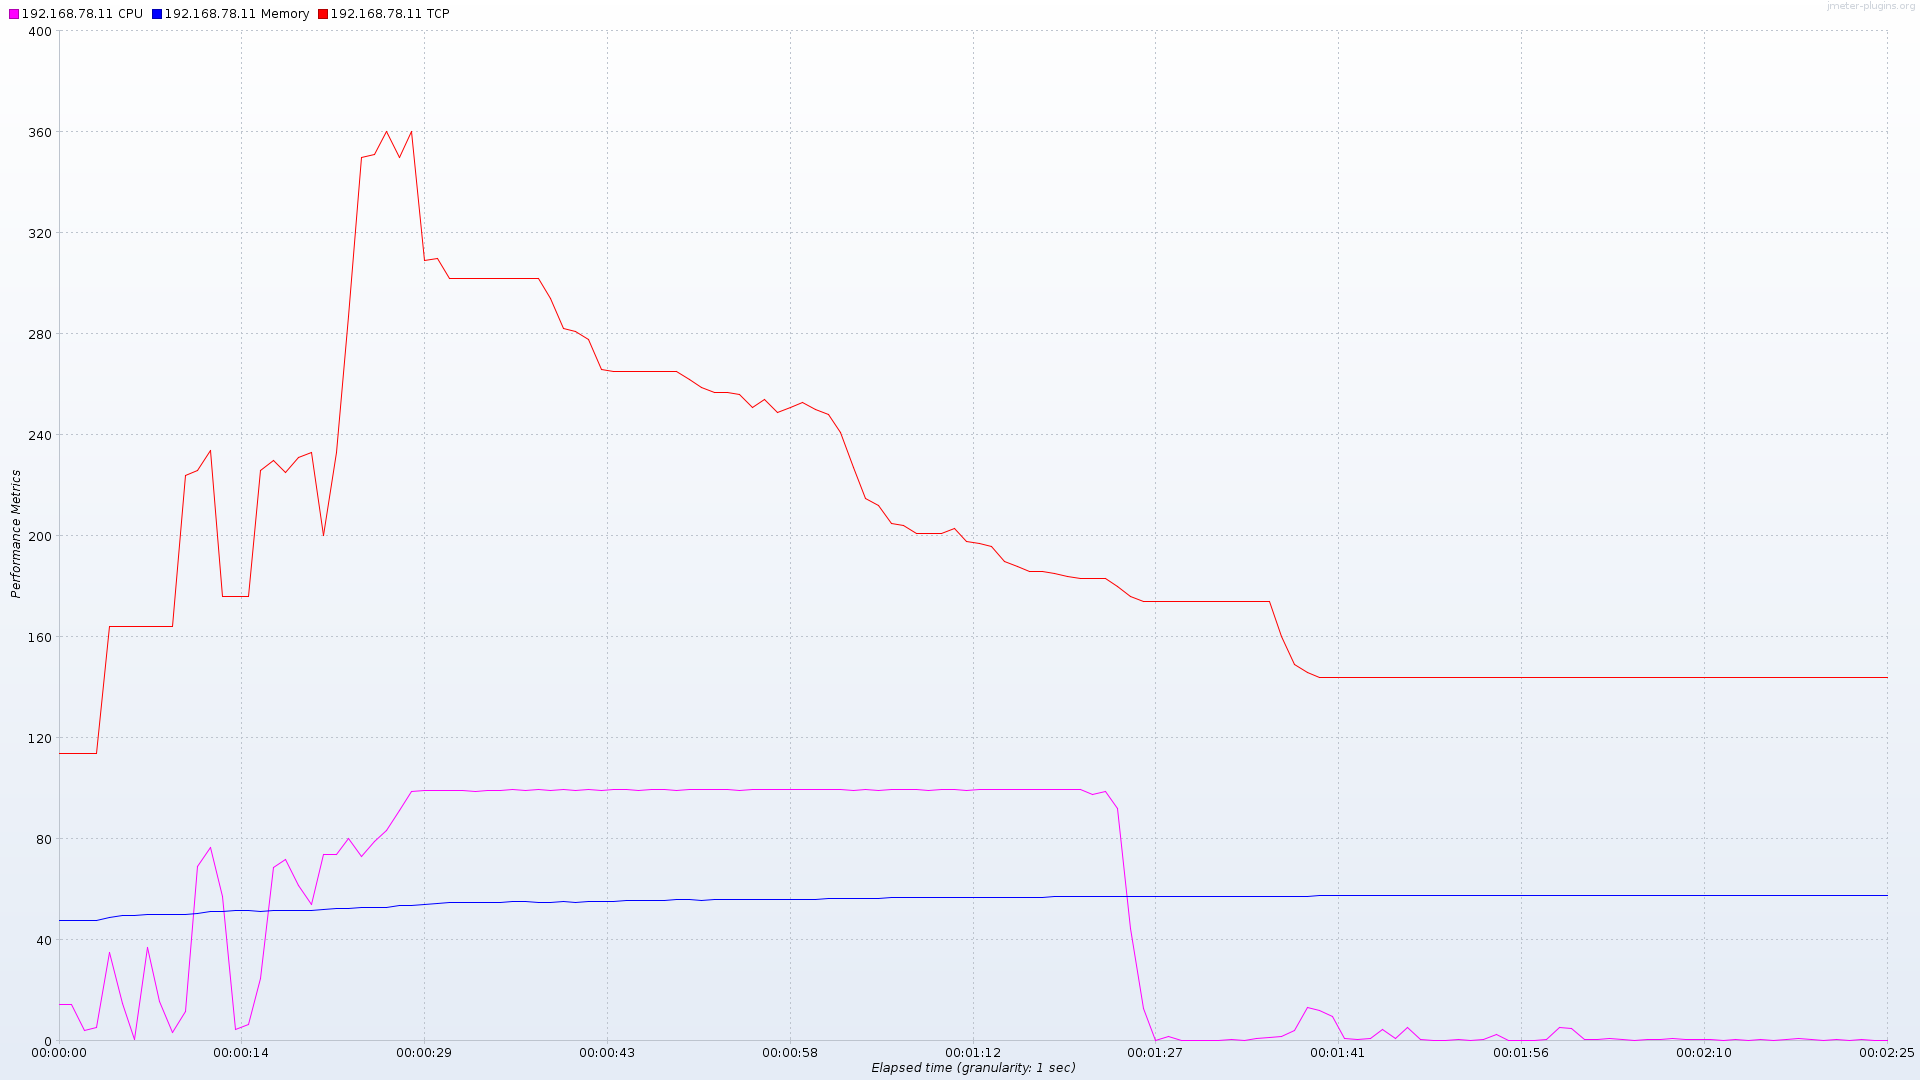 192.168.78.11 CPU 192.168.78.11 Memory 192.168.78.11 TCP
jmeter-plugins.org
400
360
320
280
240
200
160
120
80
40
0
Performance Metrics
00:00:00 00:00:14 00:00:29 00:00:43 00:00:58 00:01:12 00:01:27 00:01:41 00:01:56 00:02:10 00:02:25
Elapsed time (granularity: 1 sec)